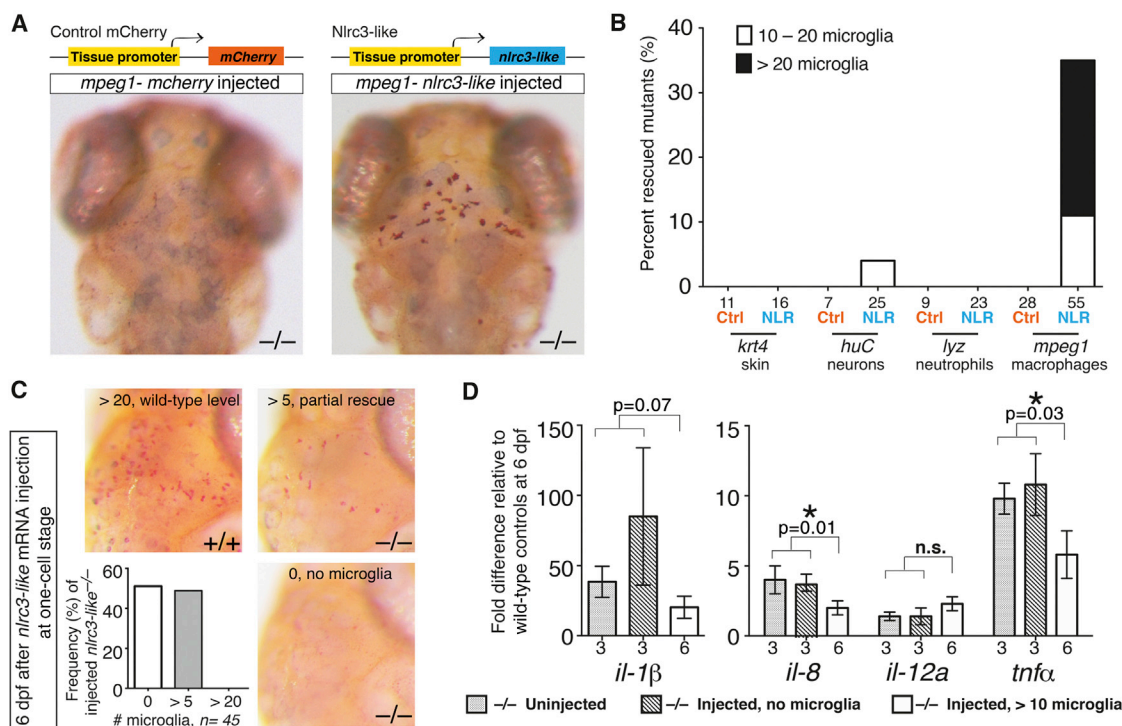 A
Control mCherry
Tissue promoter
mCherry
mpeg1- mcherry injected
–/–
Nlrc3-like
Tissue promoter
nlrc3-like
mpeg1- nlrc3-like injected
–/–
B
Percent rescued mutants (%)
10 – 20 microglia
> 20 microglia
40
30
20
10
0
11 16 7 25 9 23 28 55
Ctrl NLR Ctrl NLR Ctrl NLR Ctrl NLR
krt4 huC lyz mpeg1
skin neurons neutrophils macrophages
C
6 dpf after nlrc3-like mRNA injection
at one-cell stage
> 20, wild-type level
+/+
> 5, partial rescue
–/–
0, no microglia
–/–
Frequency (%) of
injected nlrc3-like–/–
60
40
20
0
0 > 5 > 20
# microglia, n= 45
D
Fold difference relative to
wild-type controls at 6 dpf
150
100
50
0
p=0.07
3 3 6
il-1β
15
10
5
0
*
p=0.01
n.s.
*
p=0.03
3 3 6 3 3 6 3 3 6
il-8 il-12a tnfα
–/– Uninjected
–/– Injected, no microglia
–/– Injected, > 10 microglia